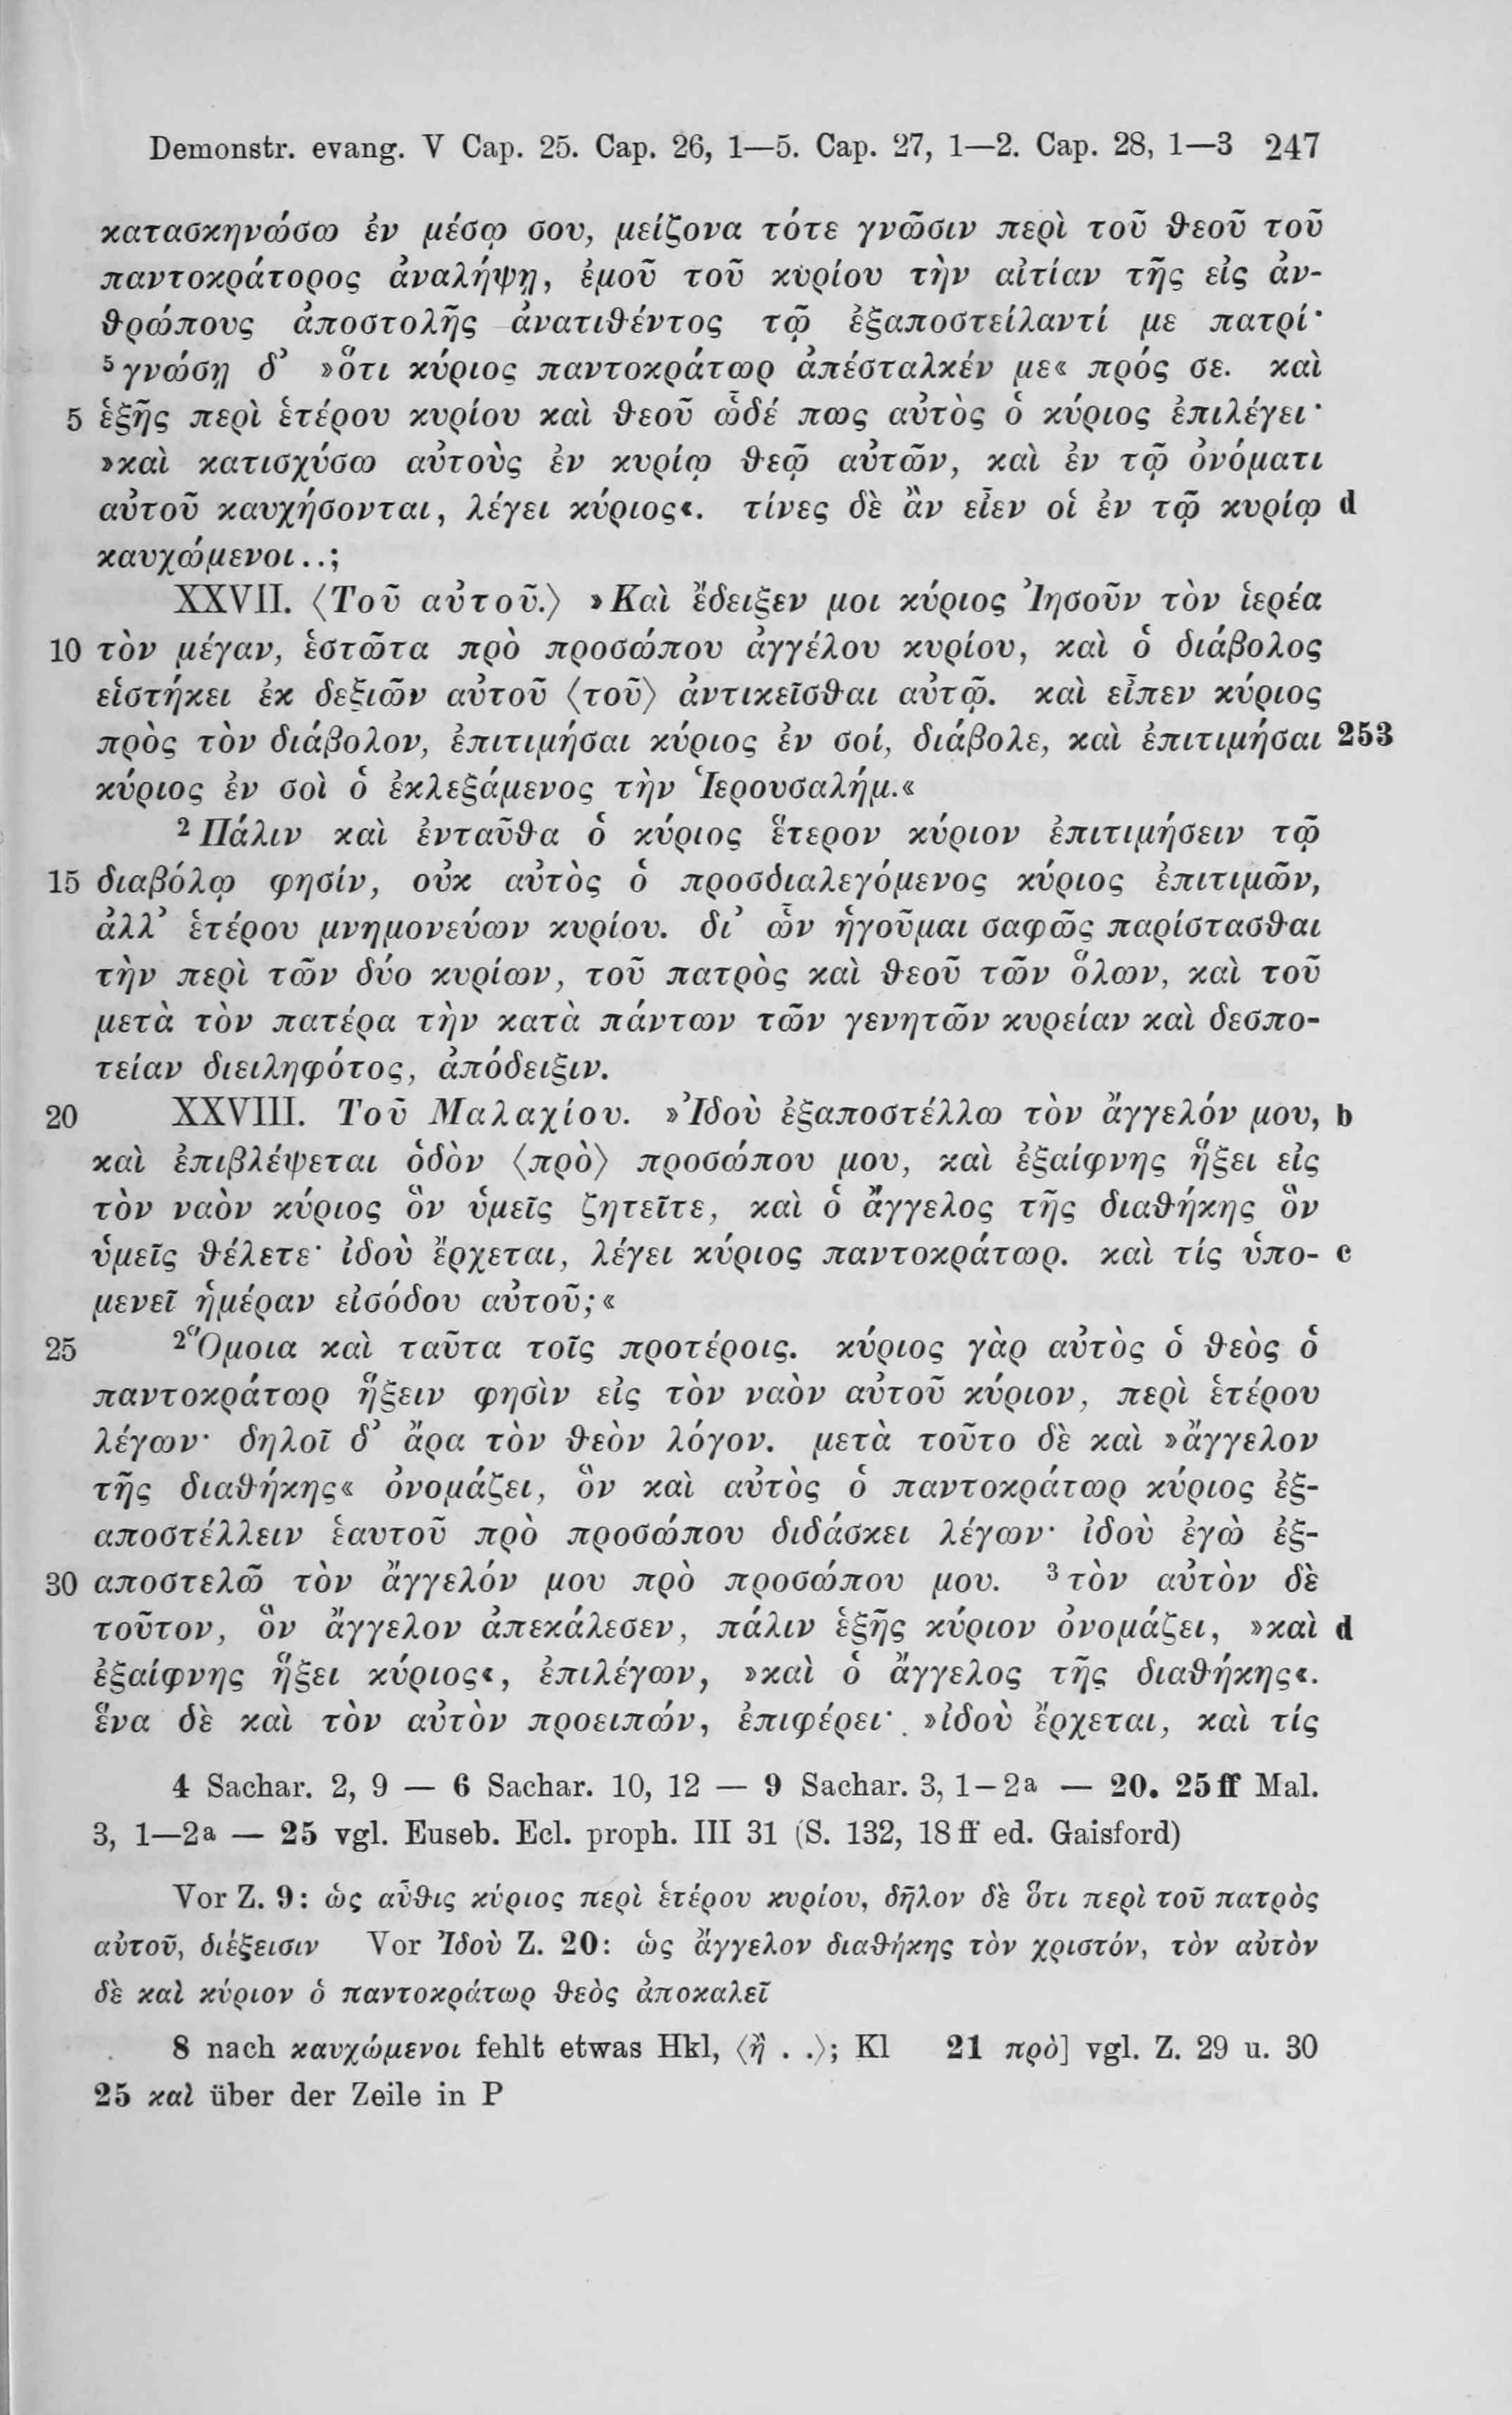 Demonstr. evang. V Cap. 25. Cap. 26, 1—5. Cap. 27, 1—2. Cap. 28, 1—3 247
κατασκηνώσω ἐν μέσῳ σου, μείζονα τότε γνῶσιν περὶ τοῦ θεοῦ τοῦ
παντοκράτορος ἀναλήψῃ, ἐμοῦ τοῦ κυρίου τὴν αἰτίαν τῆς εἰς ἀν-
θρώπους ἀποστολῆς ἀνατιθέντος τῷ ἐξαποστείλαντί με πατρί·
⁵ γνώσῃ δ’ »ὅτι κύριος παντοκράτωρ ἀπέσταλκέν με« πρός σε. καὶ
5 ἑξῆς περὶ ἑτέρου κυρίου καὶ θεοῦ ὧδέ πως αὐτὸς ὁ κύριος ἐπιλέγει·
»καὶ κατισχύσω αὐτοὺς ἐν κυρίῳ θεῷ αὐτῶν, καὶ ἐν τῷ ὀνόματι
αὐτοῦ καυχήσονται, λέγει κύριος«. τίνες δὲ ἂν εἶεν οἱ ἐν τῷ κυρίῳ d
καυχώμενοι . . ;
XXVII. ⟨Τοῦ αὐτοῦ.⟩ »Καὶ ἔδειξεν μοι κύριος Ἰησοῦν τὸν ἱερέα
10 τὸν μέγαν, ἑστῶτα πρὸ προσώπου ἀγγέλου κυρίου, καὶ ὁ διάβολος
εἱστήκει ἐκ δεξιῶν αὐτοῦ ⟨τοῦ⟩ ἀντικεῖσθαι αὐτῷ. καὶ εἶπεν κύριος
πρὸς τὸν διάβολον, ἐπιτιμήσαι κύριος ἐν σοί, διάβολε, καὶ ἐπιτιμήσαι 253
κύριος ἐν σοὶ ὁ ἐκλεξάμενος τὴν Ἱερουσαλήμ.«
² Πάλιν καὶ ἐνταῦθα ὁ κύριος ἕτερον κύριον ἐπιτιμήσειν τῷ
15 διαβόλῳ φησίν, οὐκ αὐτὸς ὁ προσδιαλεγόμενος κύριος ἐπιτιμῶν,
ἀλλ’ ἑτέρου μνημονεύων κυρίου. δι’ ὧν ἡγοῦμαι σαφῶς παρίστασθαι
τὴν περὶ τῶν δύο κυρίων, τοῦ πατρὸς καὶ θεοῦ τῶν ὅλων, καὶ τοῦ
μετὰ τὸν πατέρα τὴν κατὰ πάντων τῶν γενητῶν κυρείαν καὶ δεσπο-
τείαν διειληφότος, ἀπόδειξιν.
20 XXVIII. Τοῦ Μαλαχίου. »Ἰδοὺ ἐξαποστέλλω τὸν ἄγγελόν μου, b
καὶ ἐπιβλέψεται ὁδὸν ⟨πρὸ⟩ προσώπου μου, καὶ ἐξαίφνης ἥξει εἰς
τὸν ναὸν κύριος ὃν ὑμεῖς ζητεῖτε, καὶ ὁ ἄγγελος τῆς διαθήκης ὃν
ὑμεῖς θέλετε· ἰδοὺ ἔρχεται, λέγει κύριος παντοκράτωρ. καὶ τίς ὑπο- c
μενεῖ ἡμέραν εἰσόδου αὐτοῦ;«
25 ² Ὅμοια καὶ ταῦτα τοῖς προτέροις. κύριος γὰρ αὐτὸς ὁ θεὸς ὁ
παντοκράτωρ ἥξειν φησὶν εἰς τὸν ναὸν αὐτοῦ κύριον, περὶ ἑτέρου
λέγων· δηλοῖ δ’ ἄρα τὸν θεὸν λόγον. μετὰ τοῦτο δὲ καὶ »ἄγγελον
τῆς διαθήκης« ὀνομάζει, ὃν καὶ αὐτὸς ὁ παντοκράτωρ κύριος ἐξ-
αποστέλλειν ἑαυτοῦ πρὸ προσώπου διδάσκει λέγων· ἰδοὺ ἐγὼ ἐξ-
30 αποστελῶ τὸν ἄγγελόν μου πρὸ προσώπου μου. ³ τὸν αὐτὸν δὲ
τοῦτον, ὃν ἄγγελον ἀπεκάλεσεν, πάλιν ἑξῆς κύριον ὀνομάζει, »καὶ d
ἐξαίφνης ἥξει κύριος«, ἐπιλέγων, »καὶ ὁ ἄγγελος τῆς διαθήκης«.
ἕνα δὲ καὶ τὸν αὐτὸν προειπών, ἐπιφέρει· »ἰδοὺ ἔρχεται, καὶ τίς
4 Sachar. 2, 9 — 6 Sachar. 10, 12 — 9 Sachar. 3, 1—2a — 20. 25 ff Mal.
3, 1—2a — 25 vgl. Euseb. Ecl. proph. III 31 (S. 132, 18 ff ed. Gaisford)
Vor Z. 9: ὡς αὖθις κύριος περὶ ἑτέρου κυρίου, δῆλον δὲ ὅτι περὶ τοῦ πατρὸς
αὐτοῦ, διέξεισιν Vor Ἰδοὺ Z. 20: ὡς ἄγγελον διαθήκης τὸν χριστόν, τὸν αὐτὸν
δὲ καὶ κύριον ὁ παντοκράτωρ θεὸς ἀποκαλεῖ
8 nach καυχώμενοι fehlt etwas Hkl, ⟨ἢ . .⟩; Kl 21 πρὸ] vgl. Z. 29 u. 30
25 καὶ über der Zeile in P